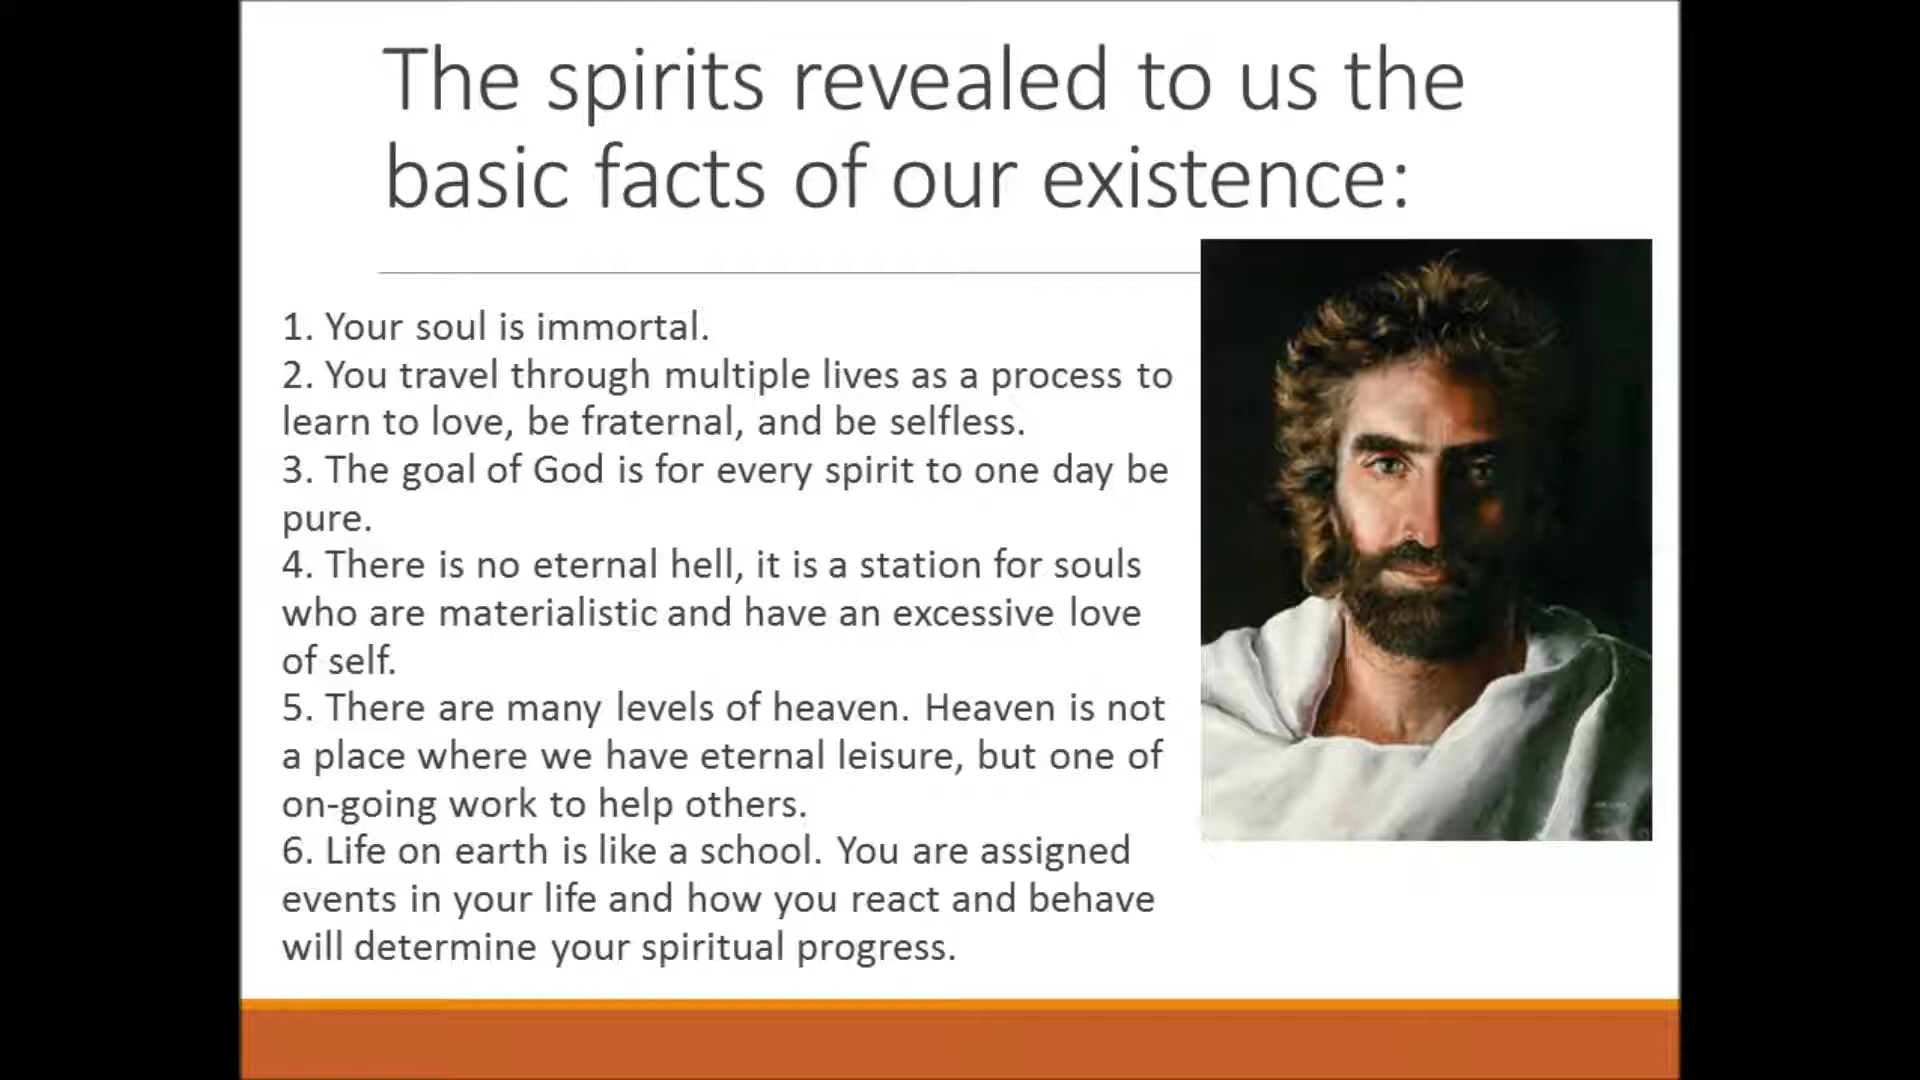 The spirits revealed to us the
basic facts of our existence:
1. Your soul is immortal.
2. You travel through multiple lives as a process to
learn to love, be fraternal, and be selfless.
3. The goal of God is for every spirit to one day be
pure.
4. There is no eternal hell, it is a station for souls
who are materialistic and have an excessive love
of self.
5. There are many levels of heaven. Heaven is not
a place where we have eternal leisure, but one of
on-going work to help others.
6. Life on earth is like a school. You are assigned
events in your life and how you react and behave
will determine your spiritual progress.